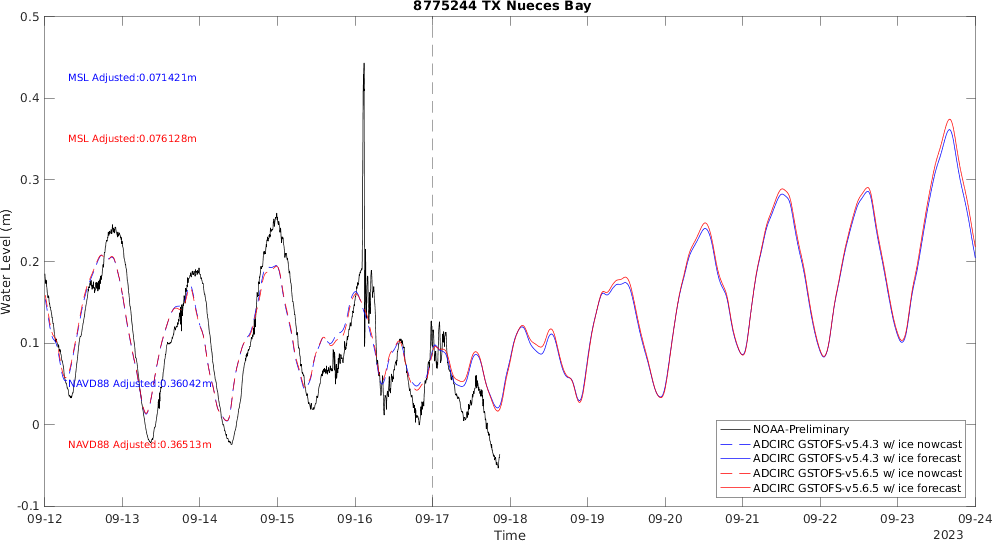 8775244 TX Nueces Bay
0.5
0.4
0.3
0.2
0.1
0
-0.1
Water Level (m)
MSL Adjusted:0.071421m
MSL Adjusted:0.076128m
NAVD88 Adjusted:0.36042m
NAVD88 Adjusted:0.36513m
NOAA-Preliminary
ADCIRC GSTOFS-v5.4.3 w/ ice nowcast
ADCIRC GSTOFS-v5.4.3 w/ ice forecast
ADCIRC GSTOFS-v5.6.5 w/ ice nowcast
ADCIRC GSTOFS-v5.6.5 w/ ice forecast
09-12 09-13 09-14 09-15 09-16 09-17 09-18 09-19 09-20 09-21 09-22 09-23 09-24
Time
2023